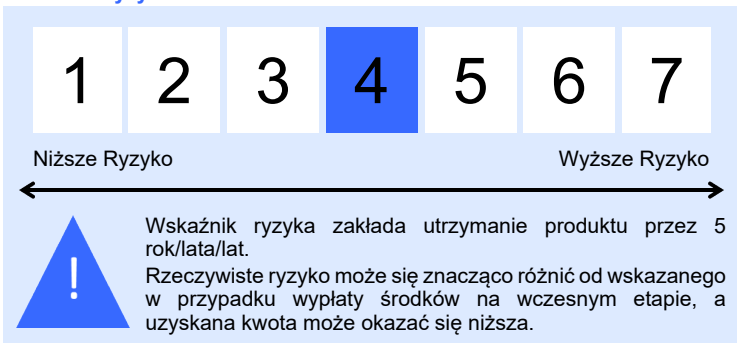 1 2 3 4 5 6 7
Niższe Ryzyko Wyższe Ryzyko
! Wskaźnik ryzyka zakłada utrzymanie produktu przez 5
rok/lata/lat.
Rzeczywiste ryzyko może się znacząco różnić od wskazanego
w przypadku wypłaty środków na wczesnym etapie, a
uzyskana kwota może okazać się niższa.